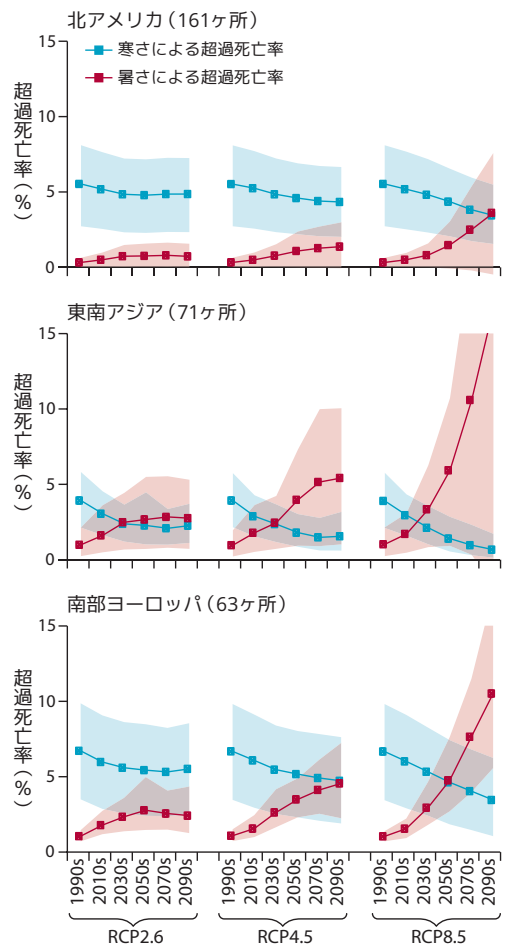 北アメリカ(161ヶ所)
15
10
5
0
超過死亡率(%)
寒さによる超過死亡率
暑さによる超過死亡率
東南アジア(71ヶ所)
15
10
5
0
超過死亡率(%)
南部ヨーロッパ(63ヶ所)
15
10
5
0
超過死亡率(%)
1990s
2010s
2030s
2050s
2070s
2090s
1990s
2010s
2030s
2050s
2070s
2090s
1990s
2010s
2030s
2050s
2070s
2090s
RCP2.6
RCP4.5
RCP8.5